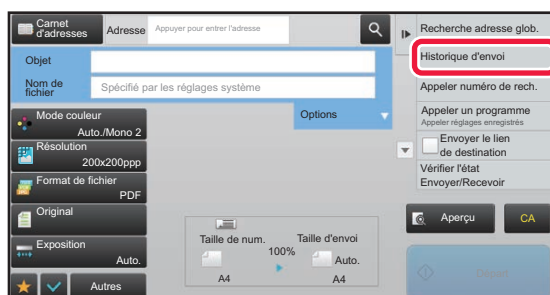 Carnet
d'adresses
Adresse
Appuyer pour entrer l'adresse
Objet
Nom de
fichier
Spécifié par les réglages système
Mode couleur
Auto./Mono 2
Résolution
200x200ppp
Format de fichier
PDF
Original
Exposition
Auto.
Autres
Options
Taille de num.
100%
Taille d'envoi
Auto.
A4
A4
Recherche adresse glob.
Historique d'envoi
Appeler numéro de rech.
Appeler un programme
Appeler réglages enregistrés
Envoyer le lien
de destination
Vérifier l'état
Envoyer/Recevoir
Aperçu
CA
Départ